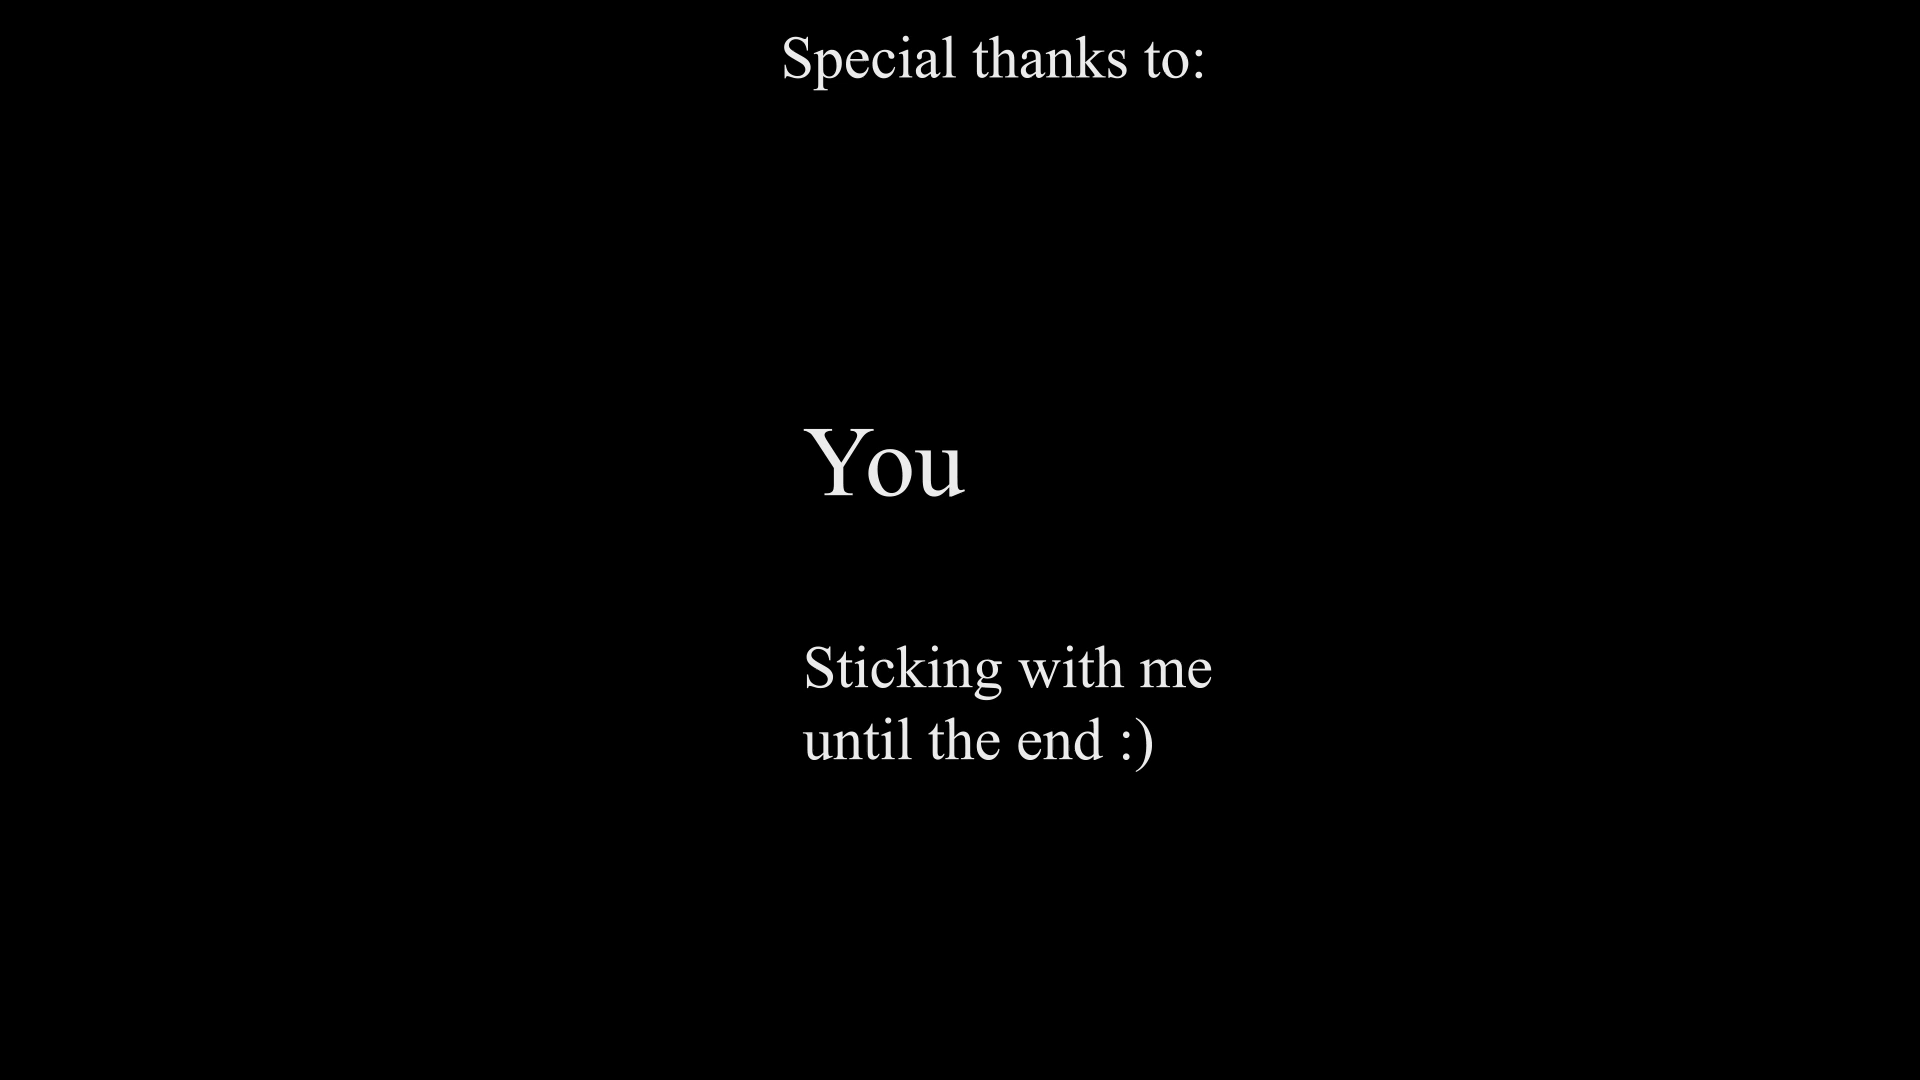 Special thanks to:
You
Sticking with me
until the end :)